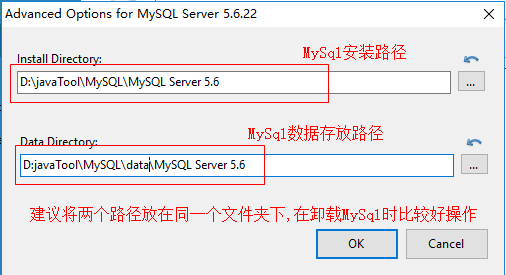 Advanced Options for MySQL Server 5.6.22
MySql安装路径
Install Directory:
D:\javaTool\MySQL\MySQL Server 5.6
...
MySql数据存放路径
Data Directory:
D:javaTool\MySQL\data\MySQL Server 5.6
...
建议将两个路径放在同一个文件夹下,在卸载MySql时比较好操作
OK
Cancel